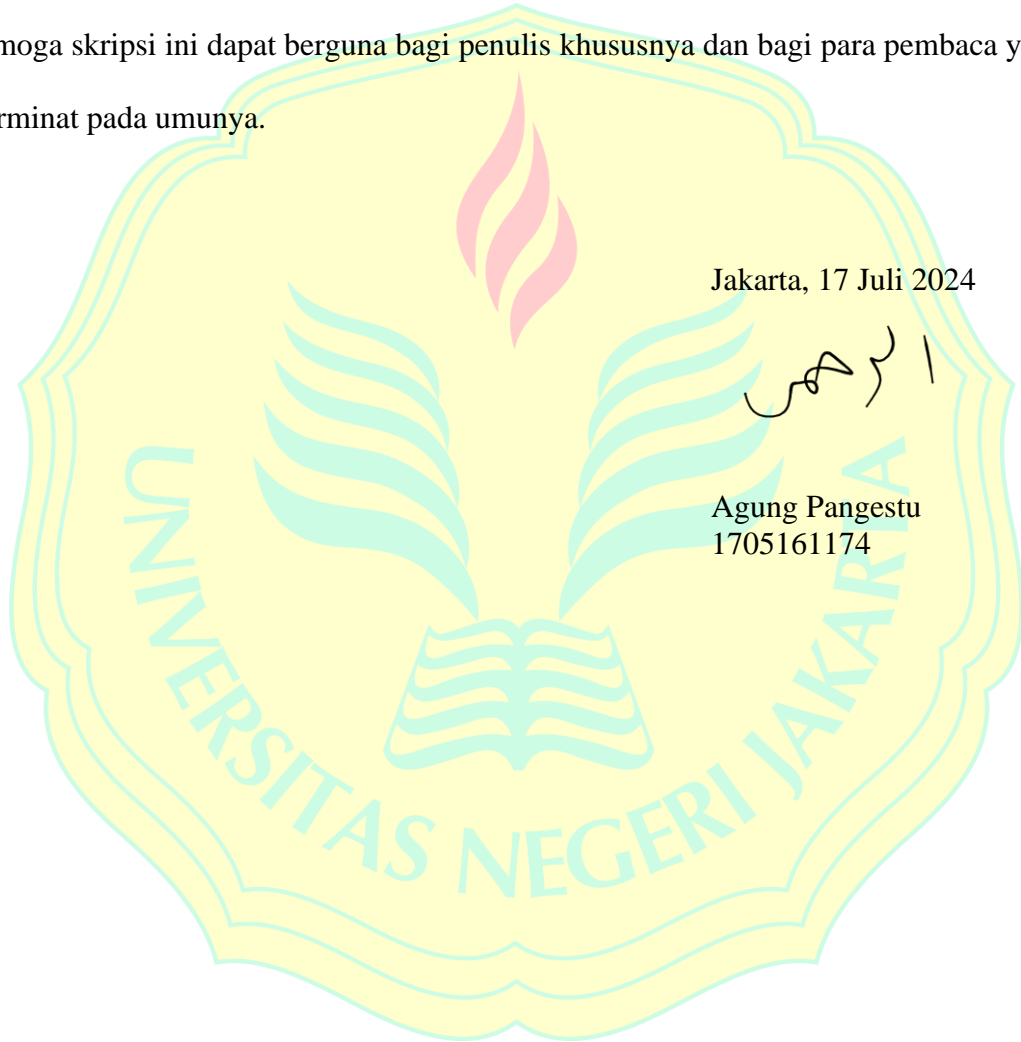 moga skripsi ini dapat berguna bagi penulis khususnya dan bagi para pembaca y
rminat pada umunya.
Jakarta, 17 Juli 2024
Agung Pangestu
1705161174
UNIVERSITAS NEGERI JAKARTA